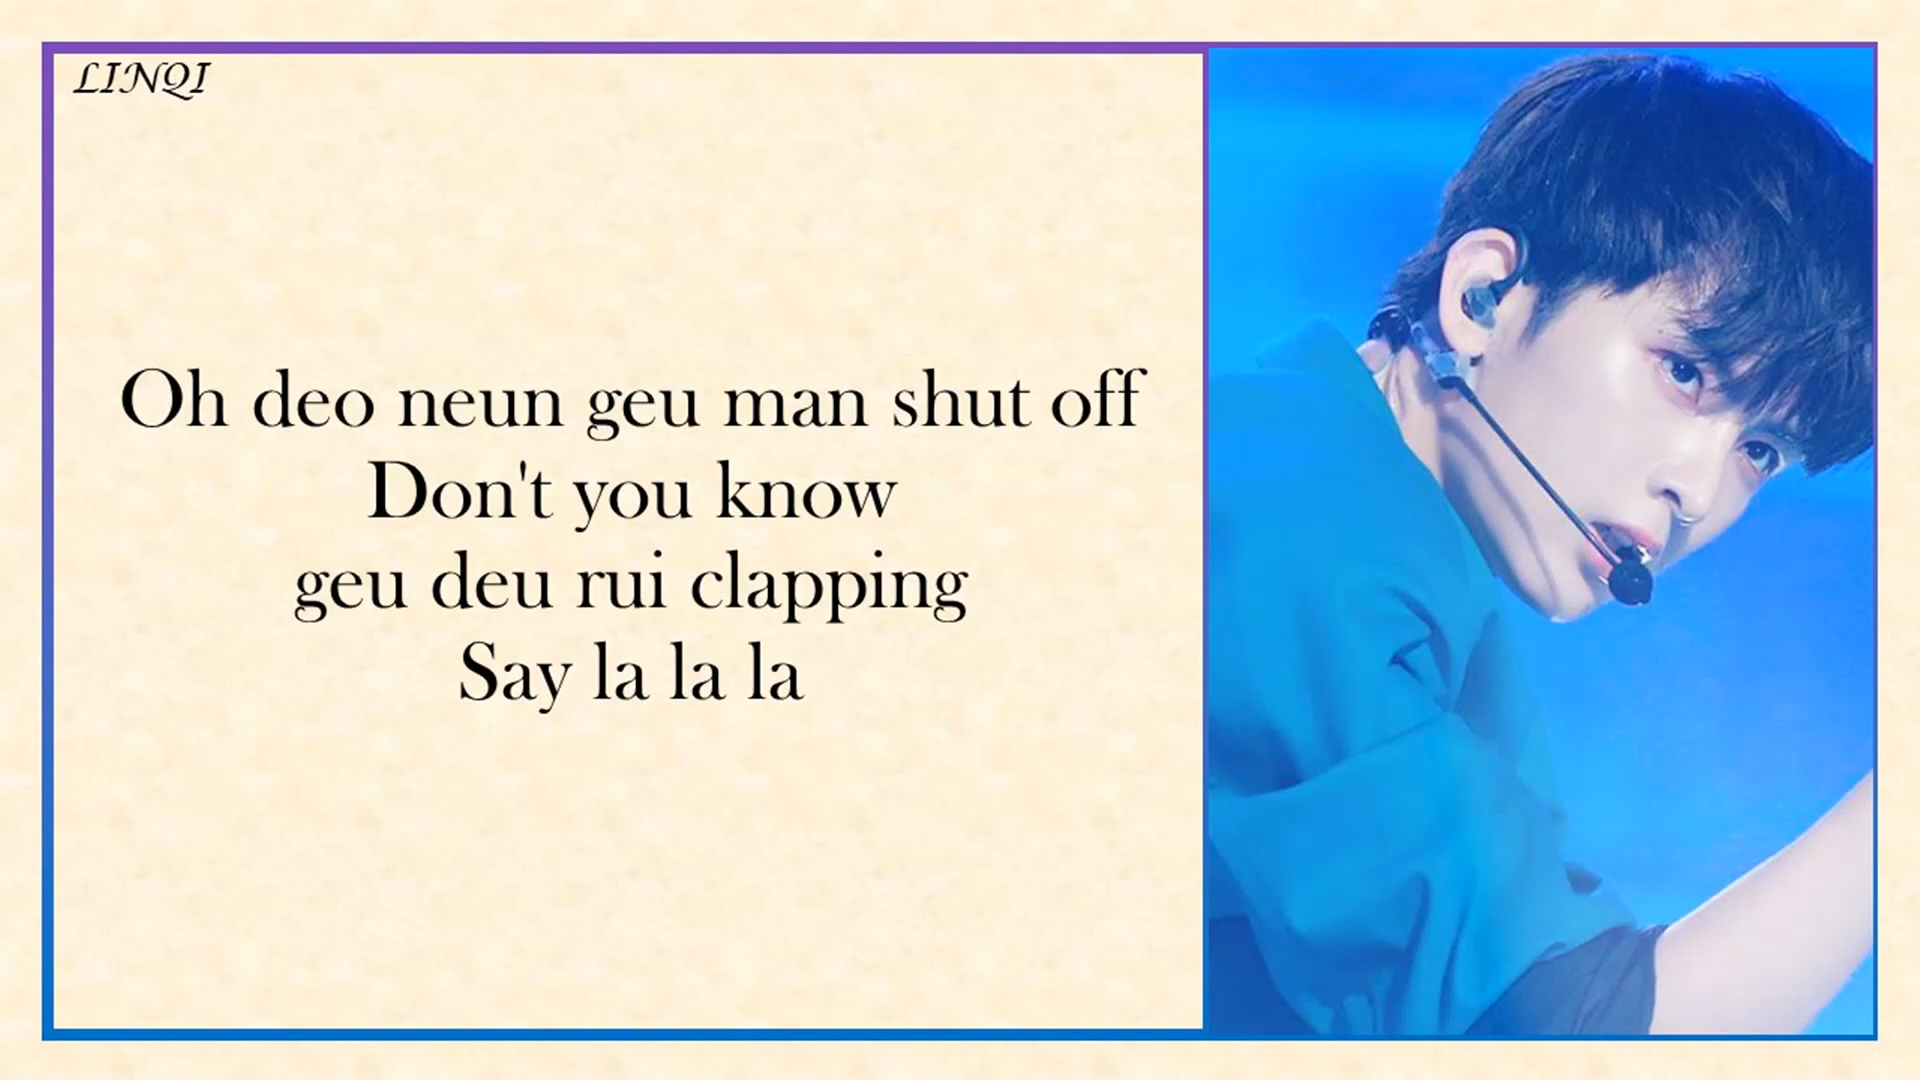 LINQI
Oh deo neun geu man shut off
Don't you know
geu deu rui clapping
Say la la la